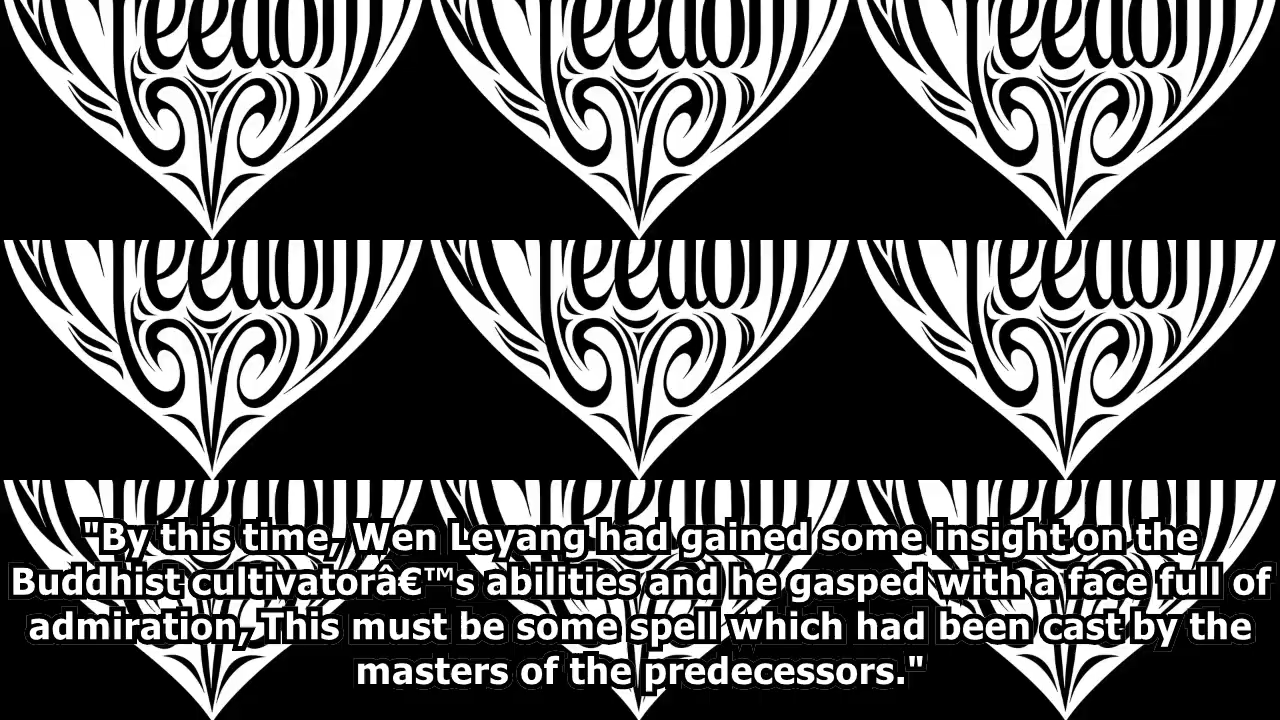 "By this time, Wen Leyang had gained some insight on the
Buddhist cultivatorâ€™s abilities and he gasped with a face full of
admiration, This must be some spell which had been cast by the
masters of the predecessors."